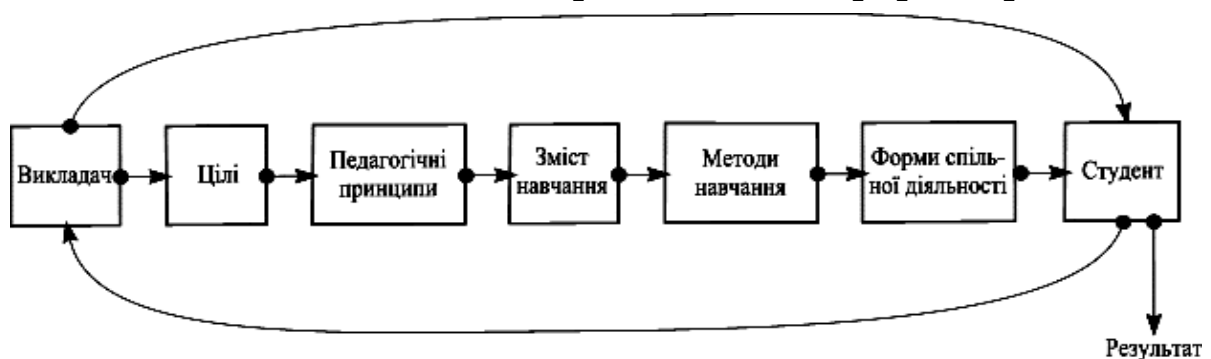 Викладач
Цілі
Педагогічні
принципи
Зміст
навчання
Методи
навчання
Форми спіль-
ної діяльності
Студент
Результат